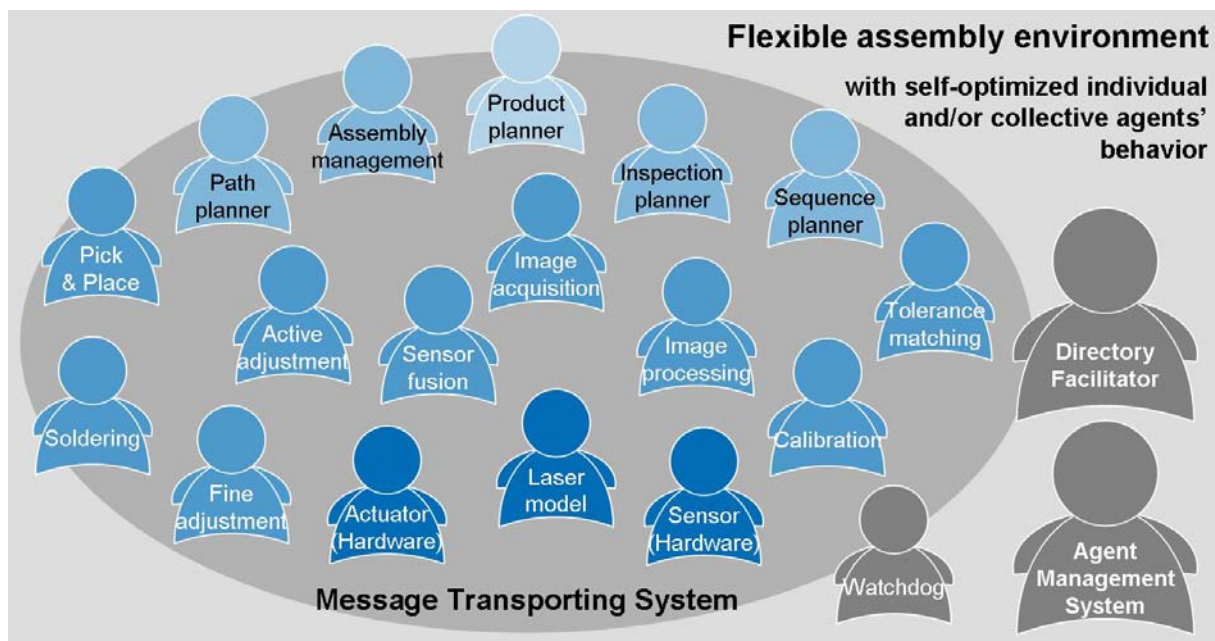 Flexible assembly environment
with self-optimized individual
and/or collective agents'
behavior
Product
planner
Assembly
management
Path
planner
Inspection
planner
Sequence
planner
Pick
& Place
Image
acquisition
Active
adjustment
Sensor
fusion
Image
processing
Tolerance
matching
Directory
Facilitator
Soldering
Calibration
Fine
adjustment
Actuator
(Hardware)
Laser
model
Sensor
(Hardware)
Watchdog
Agent
Management
System
Message Transporting System